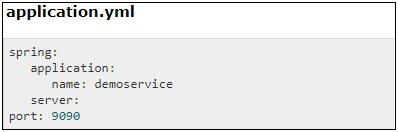 application.yml
spring:
   application:
      name: demoservice
   server:
port: 9090